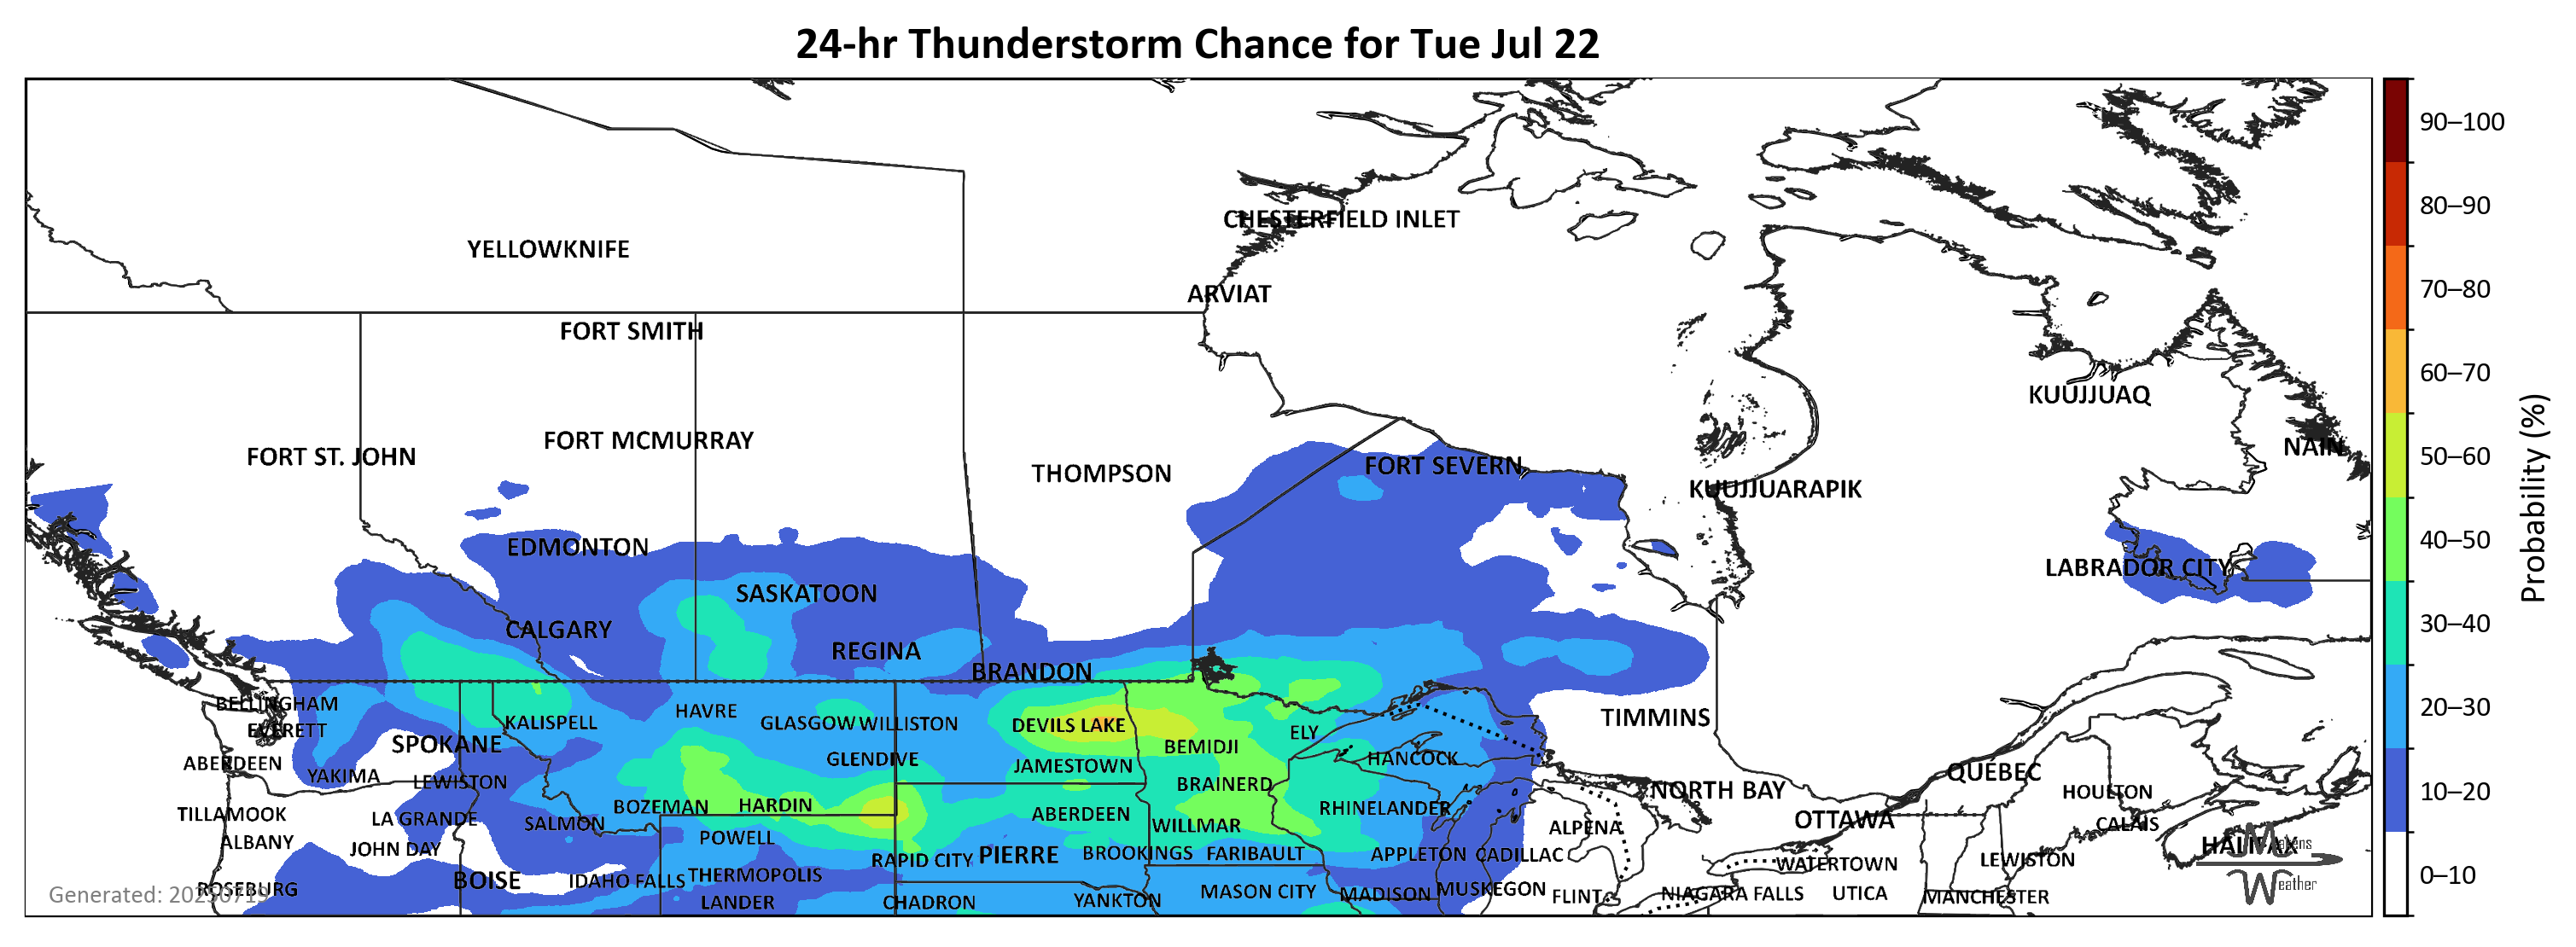 24-hr Thunderstorm Chance for Tue Jul 22
90–100
80–90
70–80
60–70
50–60
40–50
30–40
20–30
10–20
0–10
Probability (%)
CHESTERFIELD INLET
YELLOWKNIFE
ARVIAT
FORT SMITH
KUUJJUAQ
FORT MCMURRAY
NAIN
FORT ST. JOHN
FORT SEVERN
THOMPSON
KUUJJUARAPIK
EDMONTON
LABRADOR CITY
SASKATOON
CALGARY
REGINA
BRANDON
BELLINGHAM
HAVRE
KALISPELL
GLASGOW
WILLISTON
DEVILS LAKE
TIMMINS
EVERETT
ELY
SPOKANE
BEMIDJI
GLENDIVE
HANCOCK
ABERDEEN
JAMESTOWN
QUÉBEC
YAKIMA
LEWISTON
BRAINERD
NORTH BAY
HOULTON
BOZEMAN
HARDIN
RHINELANDER
TILLAMOOK
ABERDEEN
LA GRANDE
OTTAWA
SALMON
WILLMAR
ALPENA
CALAIS
POWELL
ALBANY
HALIFAX
JOHN DAY
BROOKINGS
FARIBAULT
APPLETON
CADILLAC
PIERRE
RAPID CITY
LEWISTON
WATERTOWN
THERMOPOLIS
BOISE
IDAHO FALLS
ROSEBURG
MASON CITY
MUSKEGON
MADISON
NIAGARA FALLS
UTICA
FLINT
MANCHESTER
LANDER
CHADRON
YANKTON
Generated: 20250719
Weather